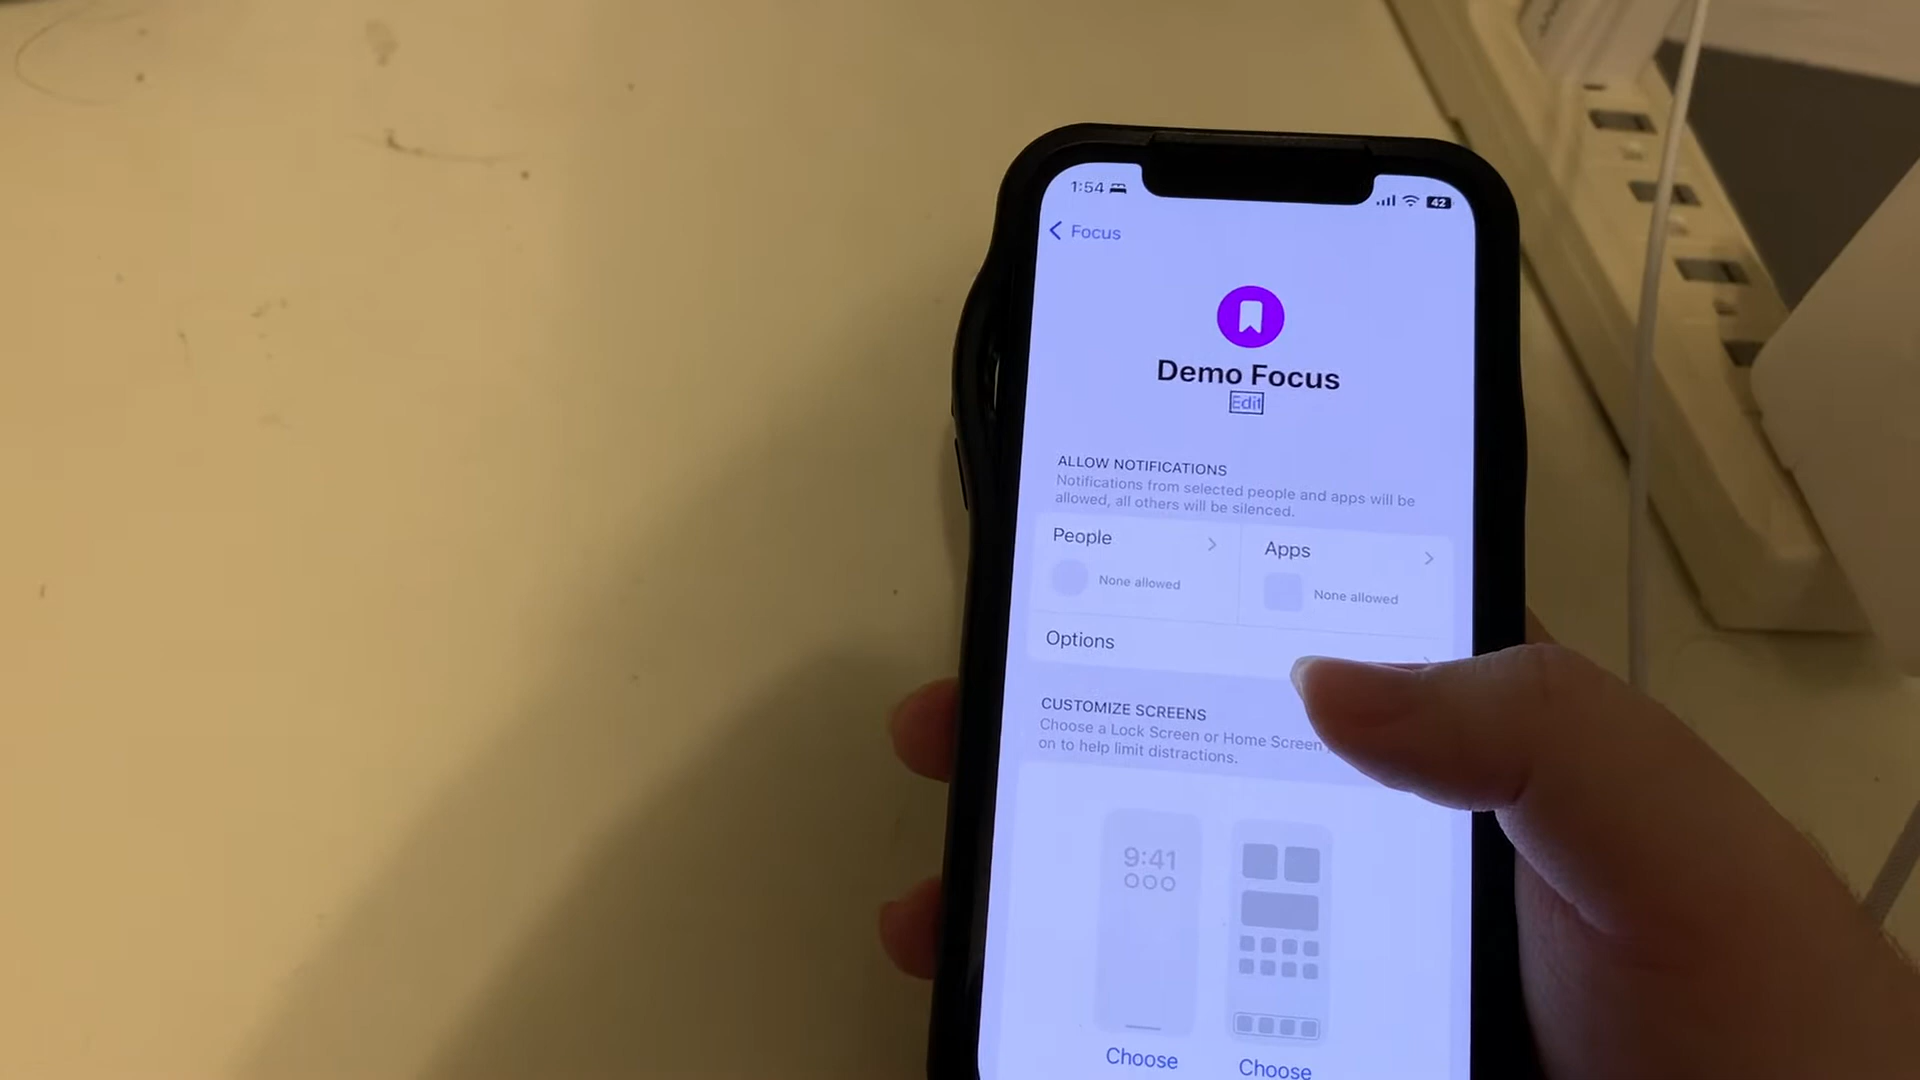 1:54
42
Focus
Demo Focus
Edit
ALLOW NOTIFICATIONS
Notifications from selected people and apps will be
allowed, all others will be silenced.
People
Apps
None allowed
None allowed
Options
CUSTOMIZE SCREENS
Choose a Lock Screen or Home Screen
on to help limit distractions.
9:41
Choose
Choose